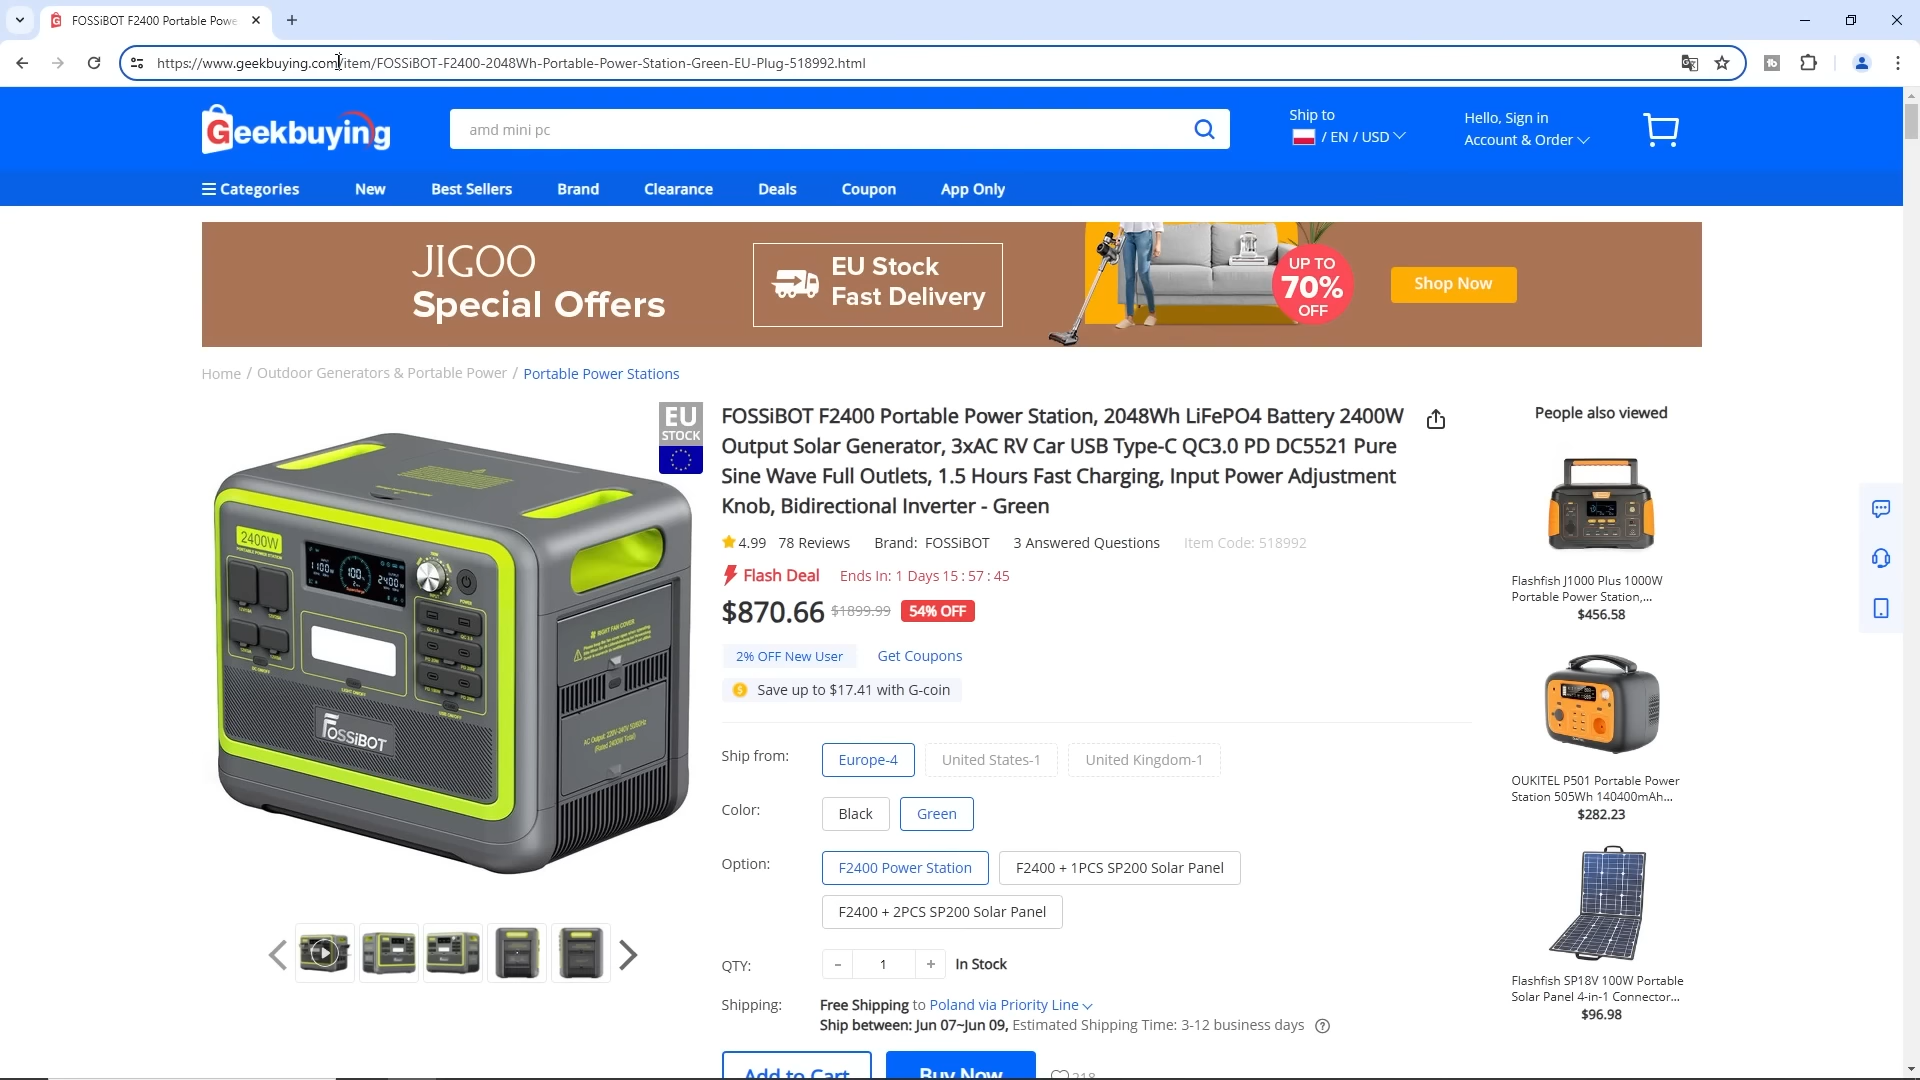 FOSSiBOT F2400 Portable Powe
https://www.geekbuying.com/item/FOSSiBOT-F2400-2048Wh-Portable-Power-Station-Green-EU-Plug-518992.html
Geekbuying
amd mini pc
Ship to
/ EN / USD
Hello, Sign in
Account & Order
Categories
New
Best Sellers
Brand
Clearance
Deals
Coupon
App Only
JIGOO
Special Offers
EU Stock
Fast Delivery
UP TO
70%
OFF
Shop Now
Home / Outdoor Generators & Portable Power / Portable Power Stations
EU
STOCK
2400W
FOSSiBOT
FOSSiBOT F2400 Portable Power Station, 2048Wh LiFePO4 Battery 2400W
Output Solar Generator, 3xAC RV Car USB Type-C QC3.0 PD DC5521 Pure
Sine Wave Full Outlets, 1.5 Hours Fast Charging, Input Power Adjustment
Knob, Bidirectional Inverter - Green
4.99 78 Reviews Brand: FOSSiBOT 3 Answered Questions Item Code: 518992
Flash Deal Ends In: 1 Days 15 : 57 : 45
$870.66 $1899.99 54% OFF
2% OFF New User Get Coupons
Save up to $17.41 with G-coin
Ship from: Europe-4 United States-1 United Kingdom-1
Color: Black Green
Option: F2400 Power Station F2400 + 1PCS SP200 Solar Panel
F2400 + 2PCS SP200 Solar Panel
QTY: - 1 + In Stock
Shipping: Free Shipping to Poland via Priority Line
Ship between: Jun 07~Jun 09, Estimated Shipping Time: 3-12 business days
Add to Cart Buy Now 218
People also viewed
Flashfish J1000 Plus 1000W
Portable Power Station,...
$456.58
OUKITEL P501 Portable Power
Station 505Wh 140400mAh...
$282.23
Flashfish SP18V 100W Portable
Solar Panel 4-in-1 Connector...
$96.98